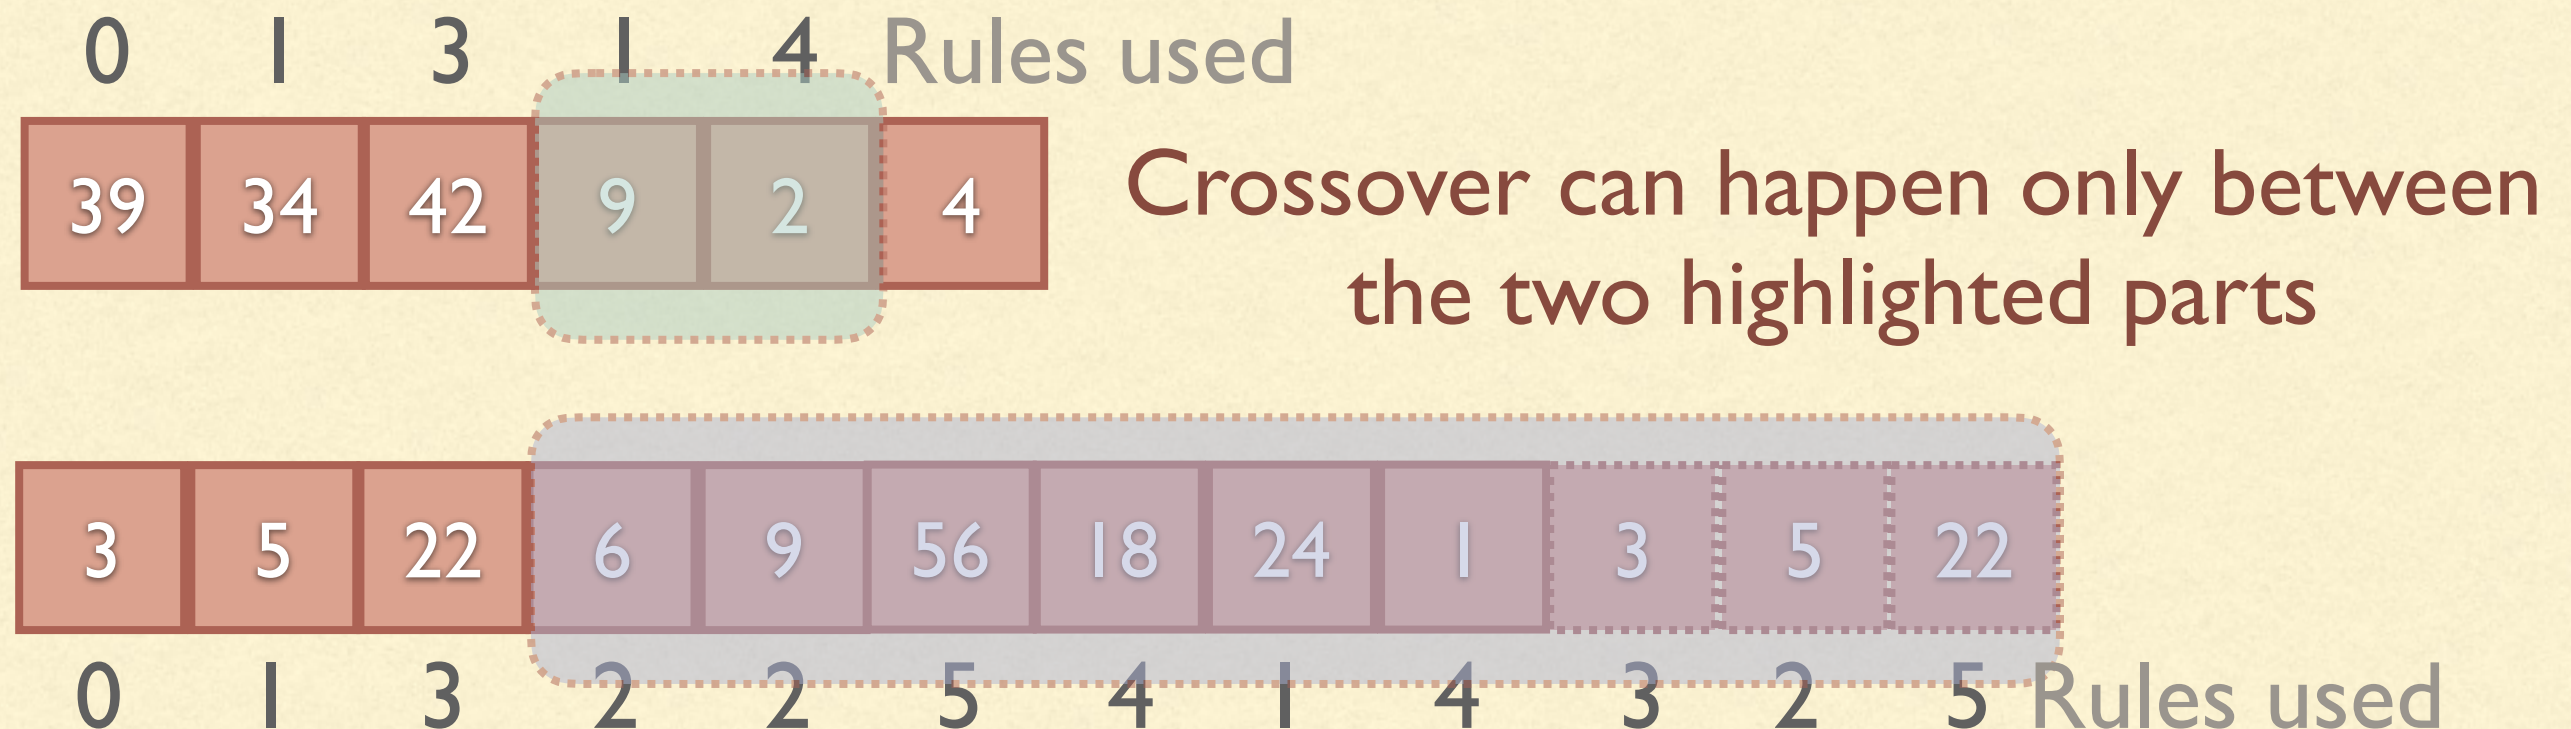 0 1 3 1 4 Rules used
39 34 42 9 2 4
Crossover can happen only between
the two highlighted parts
3 5 22 6 9 56 18 24 1 3 5 22
0 1 3 2 2 5 4 1 4 3 2 5 Rules used